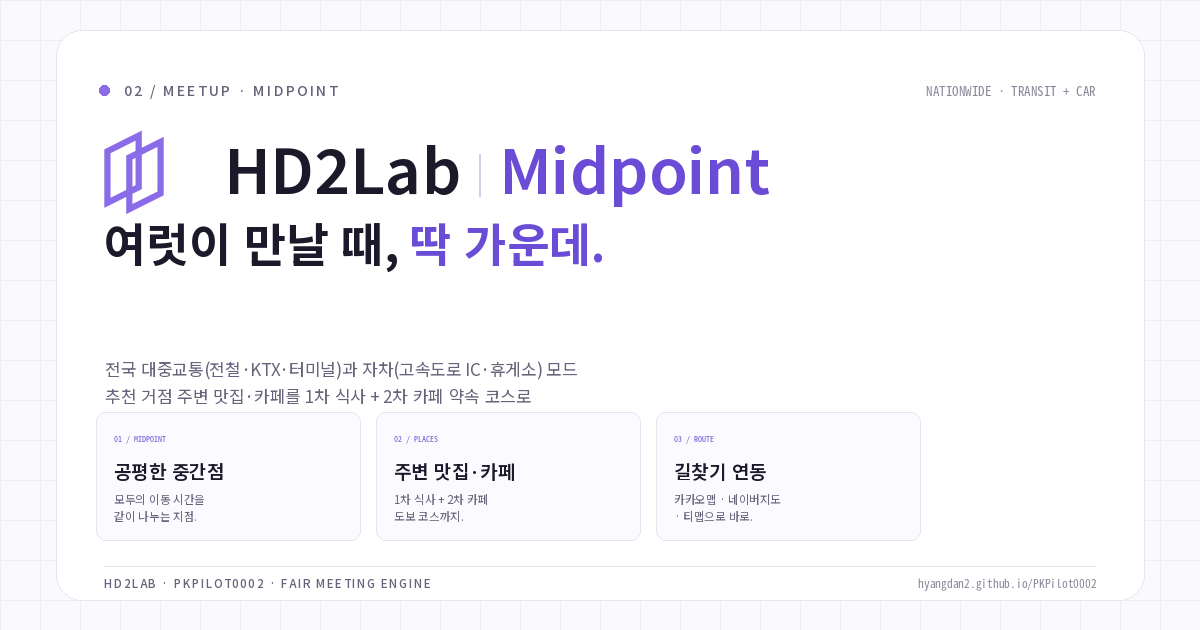 02 / MEETUP · MIDPOINT
NATIONWIDE · TRANSIT + CAR
HD2Lab | Midpoint
여럿이 만날 때, 딱 가운데.
전국 대중교통(전철·KTX·터미널)과 자차(고속도로 IC·휴게소) 모드
추천 거점 주변 맛집·카페를 1차 식사 + 2차 카페 약속 코스로
01 / MIDPOINT
공평한 중간점
모두의 이동 시간을
같이 나누는 지점.
02 / PLACES
주변 맛집·카페
1차 식사 + 2차 카페
도보 코스까지.
03 / ROUTE
길찾기 연동
카카오맵 · 네이버지도
· 티맵으로 바로.
HD2LAB · PKPILOT0002 · FAIR MEETING ENGINE
hyangdan2.github.io/PKPilot0002